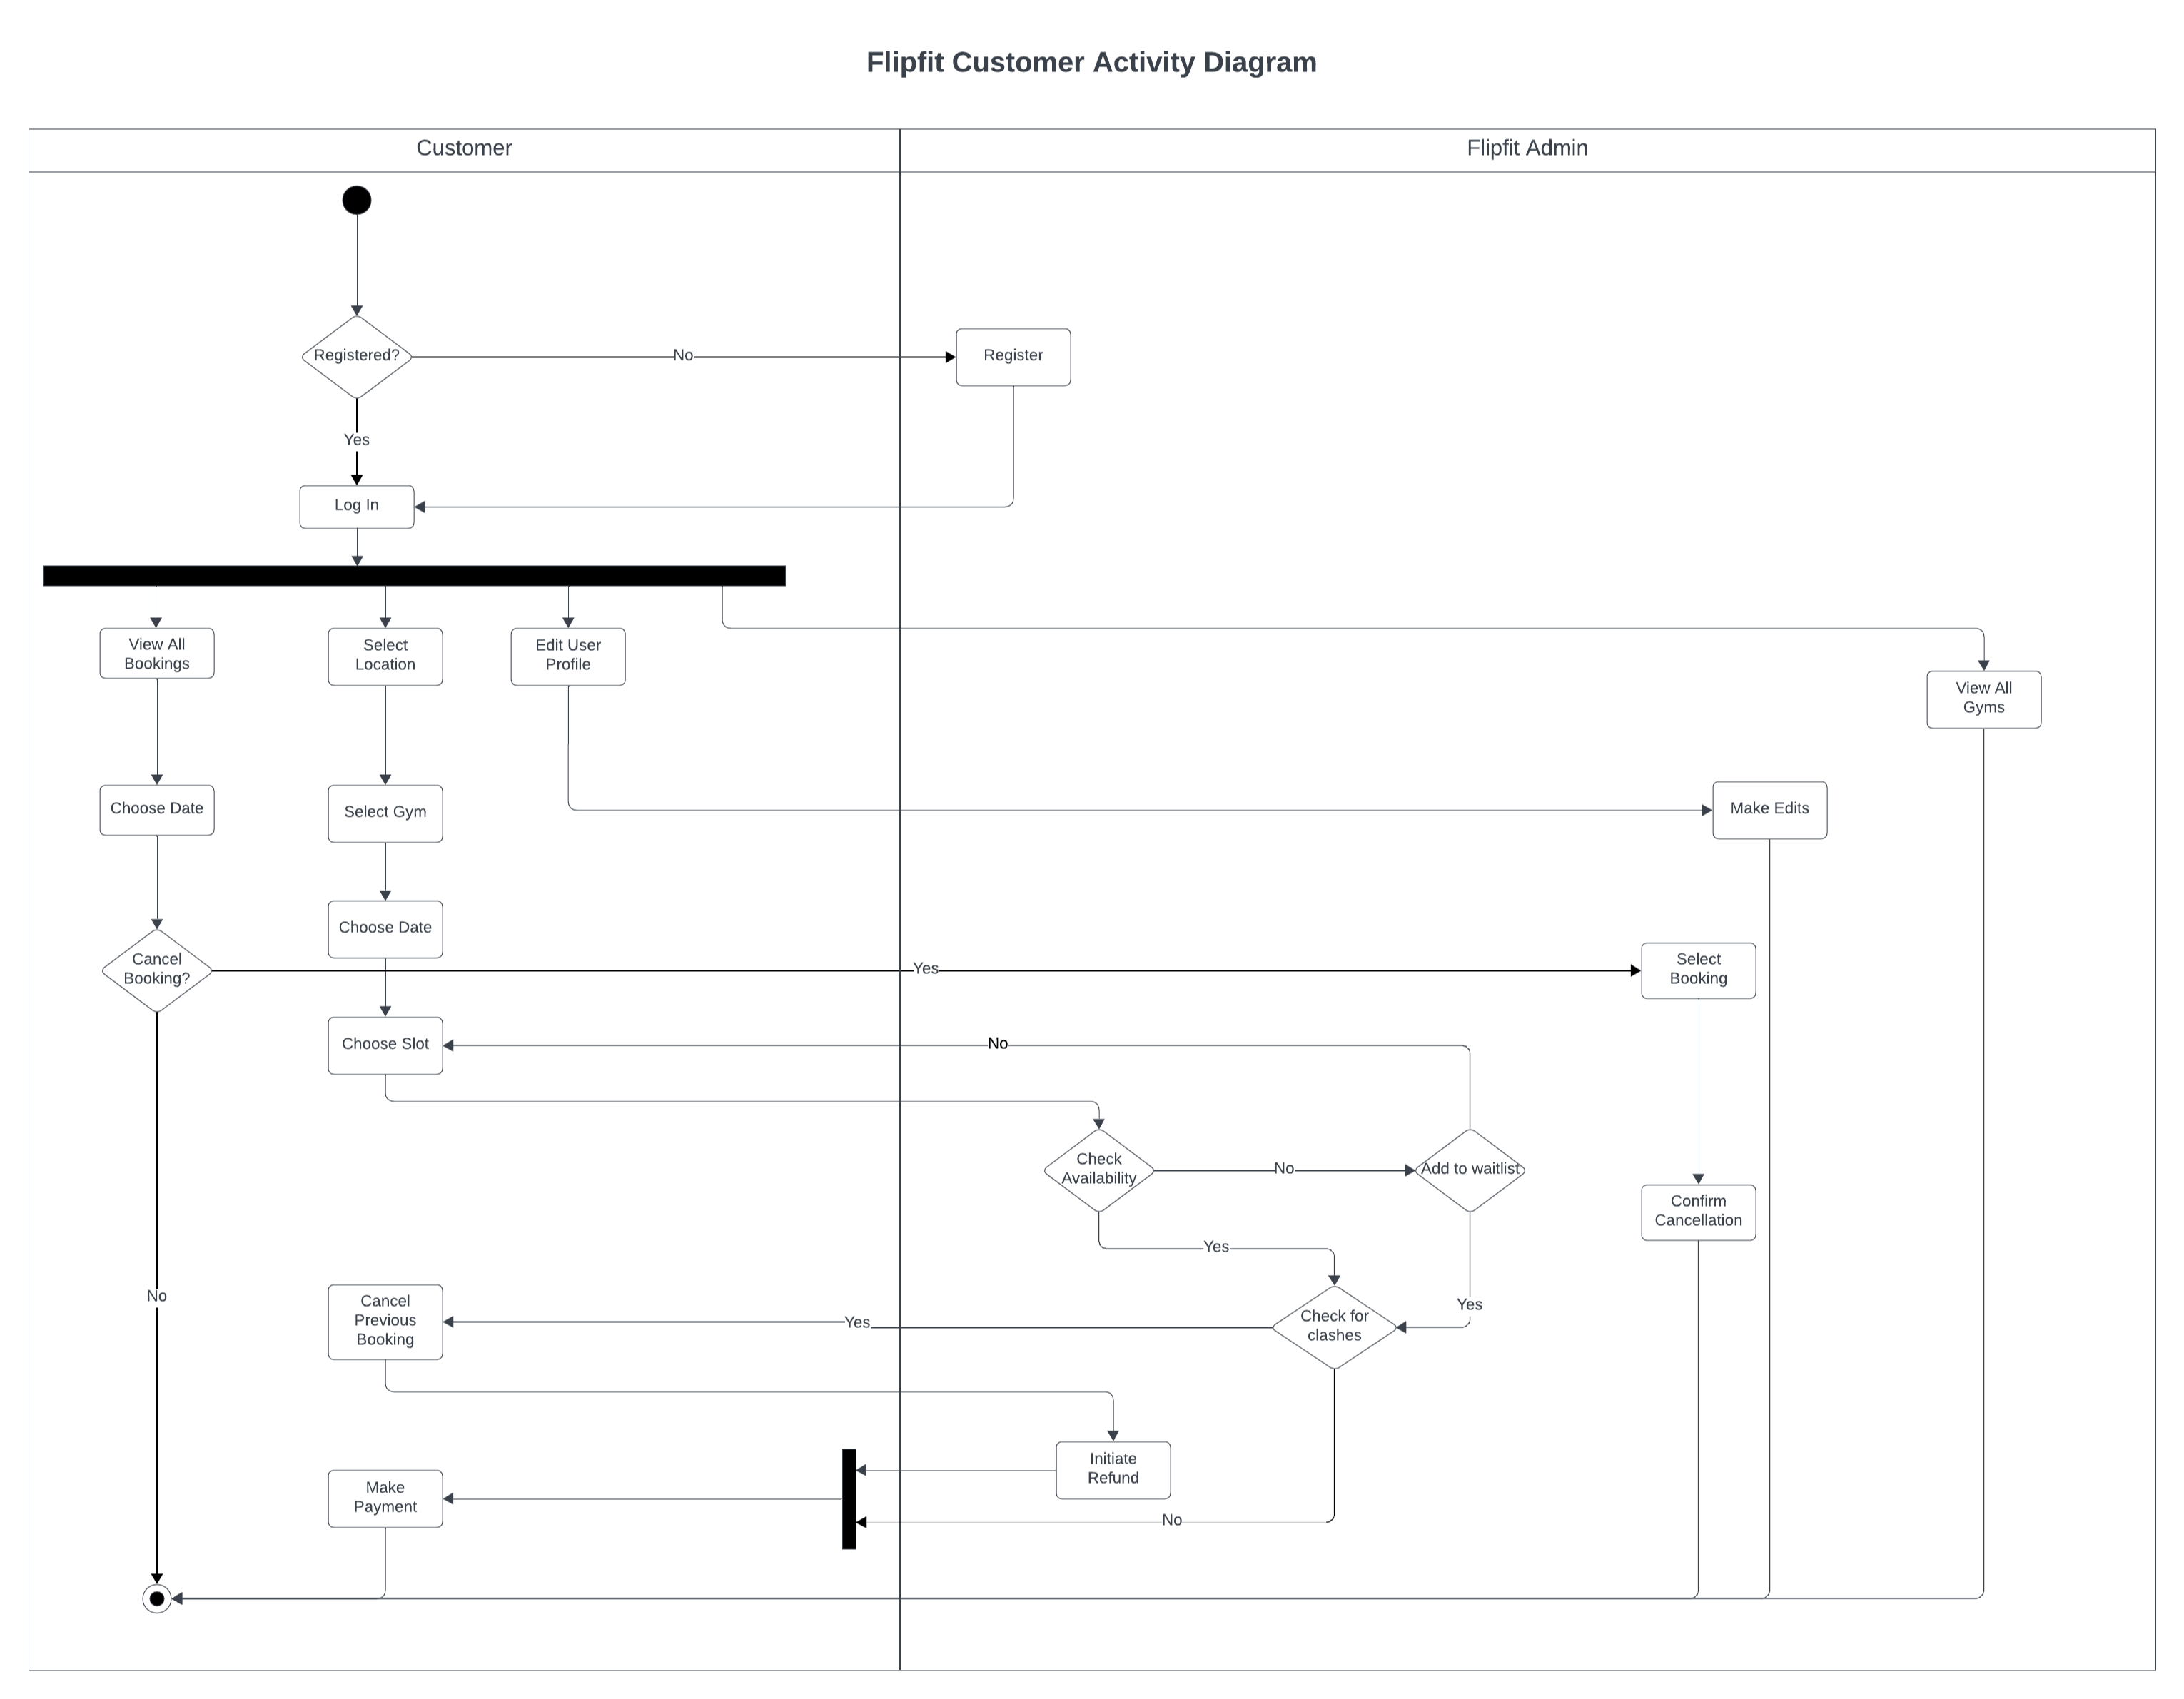 Flipfit Customer Activity Diagram
Customer
Flipfit Admin
Registered?
No
Register
Yes
Log In
View All
Bookings
Select
Location
Edit User
Profile
View All
Gyms
Choose Date
Select Gym
Make Edits
Choose Date
Cancel
Booking?
Yes
Select
Booking
Choose Slot
No
Check
Availability
No
Add to waitlist
Confirm
Cancellation
Yes
No
Cancel
Previous
Booking
Yes
Check for
clashes
Yes
Initiate
Refund
Make
Payment
No